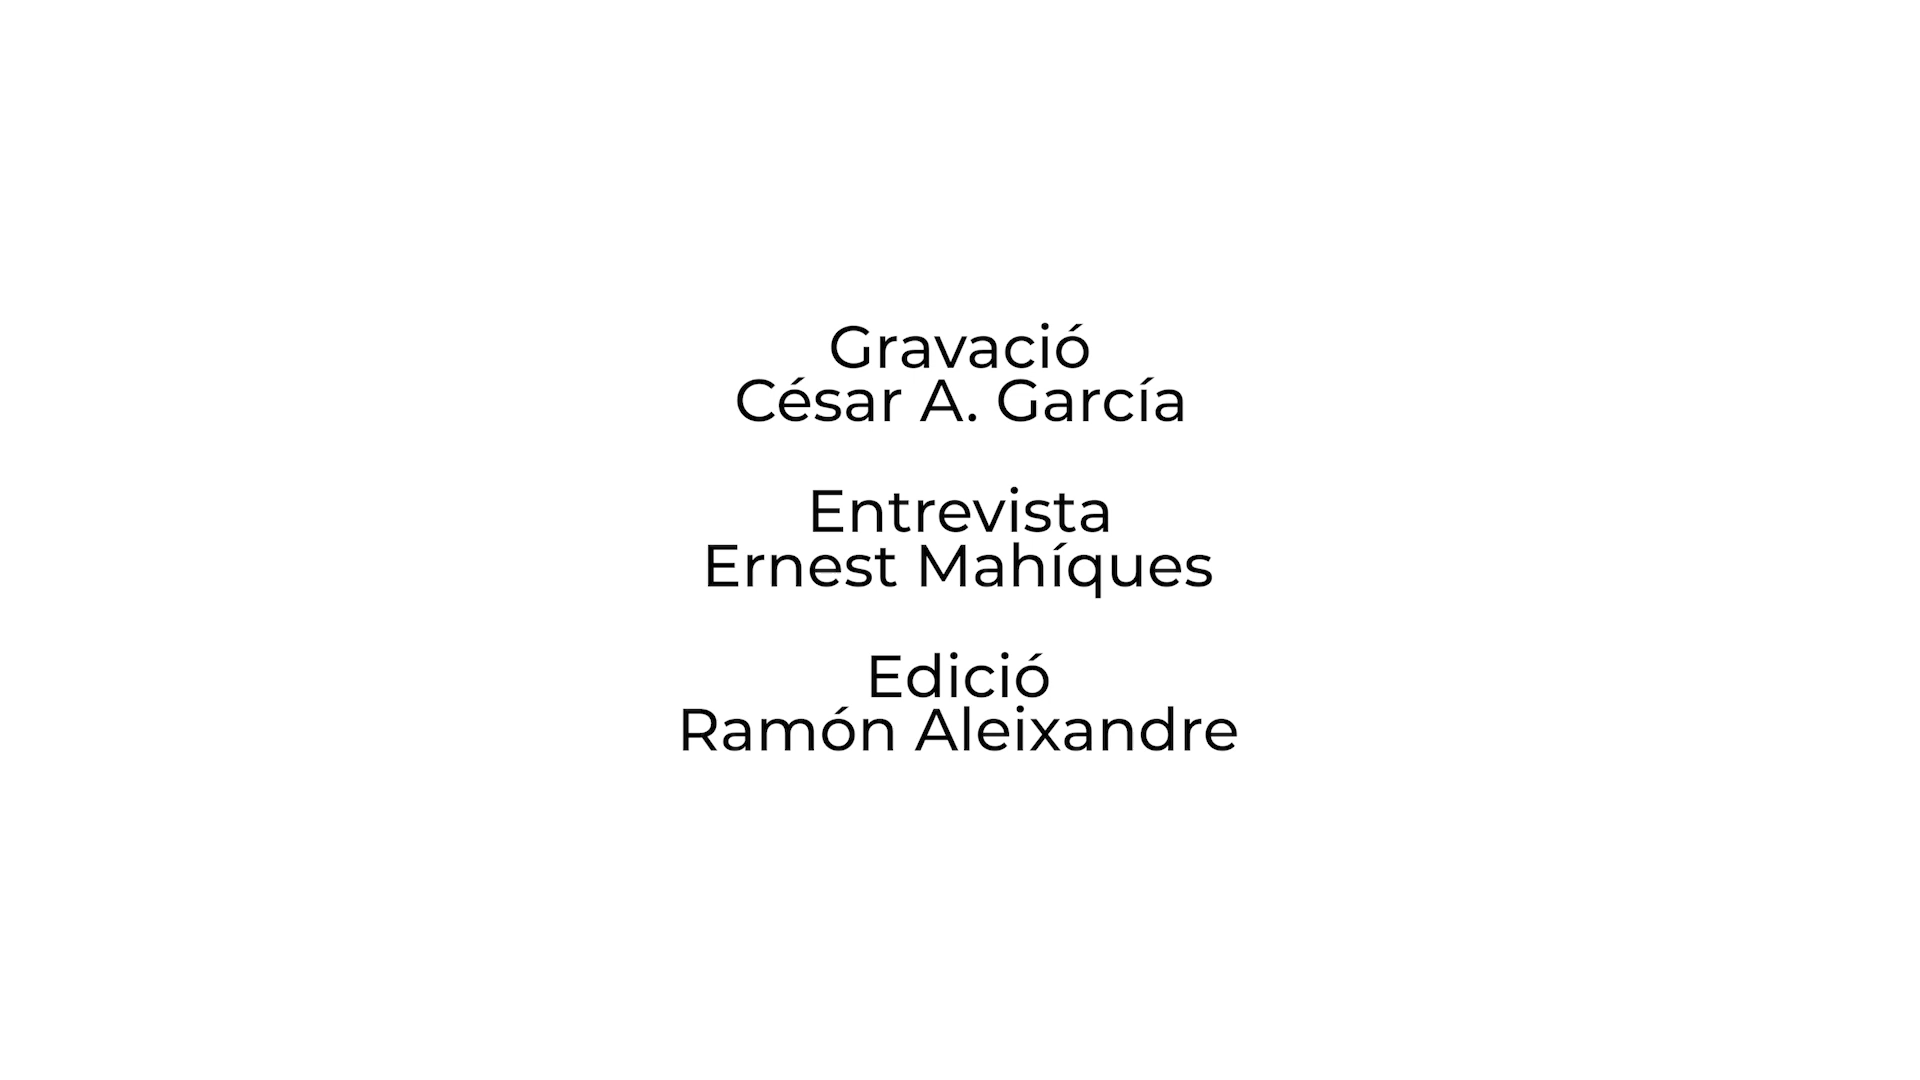 Gravació
César A. García
Entrevista
Ernest Mahíques
Edició
Ramón Aleixandre